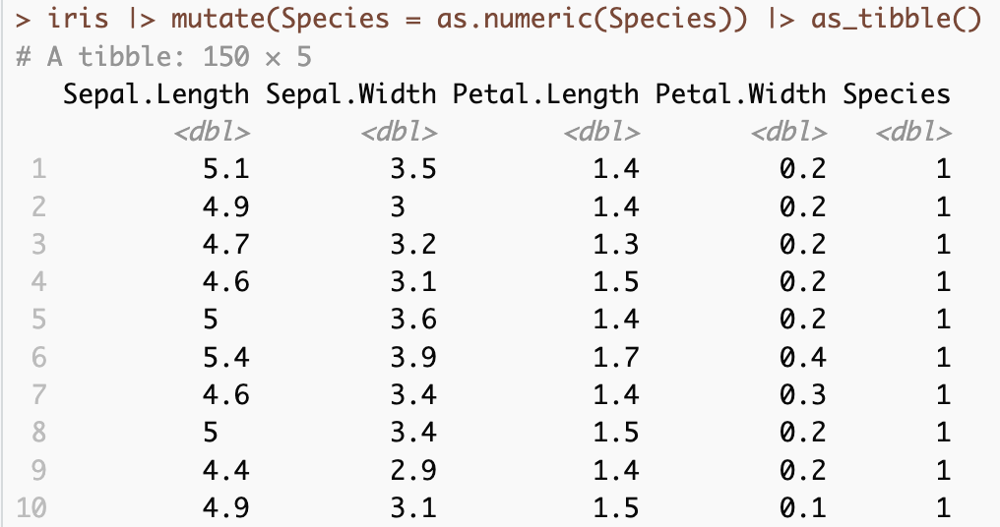 > iris |> mutate(Species = as.numeric(Species)) |> as_tibble()
# A tibble: 150 × 5
   Sepal.Length Sepal.Width Petal.Length Petal.Width Species
          <dbl>       <dbl>        <dbl>       <dbl>   <dbl>
 1          5.1         3.5          1.4         0.2       1
 2          4.9         3            1.4         0.2       1
 3          4.7         3.2          1.3         0.2       1
 4          4.6         3.1          1.5         0.2       1
 5          5           3.6          1.4         0.2       1
 6          5.4         3.9          1.7         0.4       1
 7          4.6         3.4          1.4         0.3       1
 8          5           3.4          1.5         0.2       1
 9          4.4         2.9          1.4         0.2       1
10          4.9         3.1          1.5         0.1       1